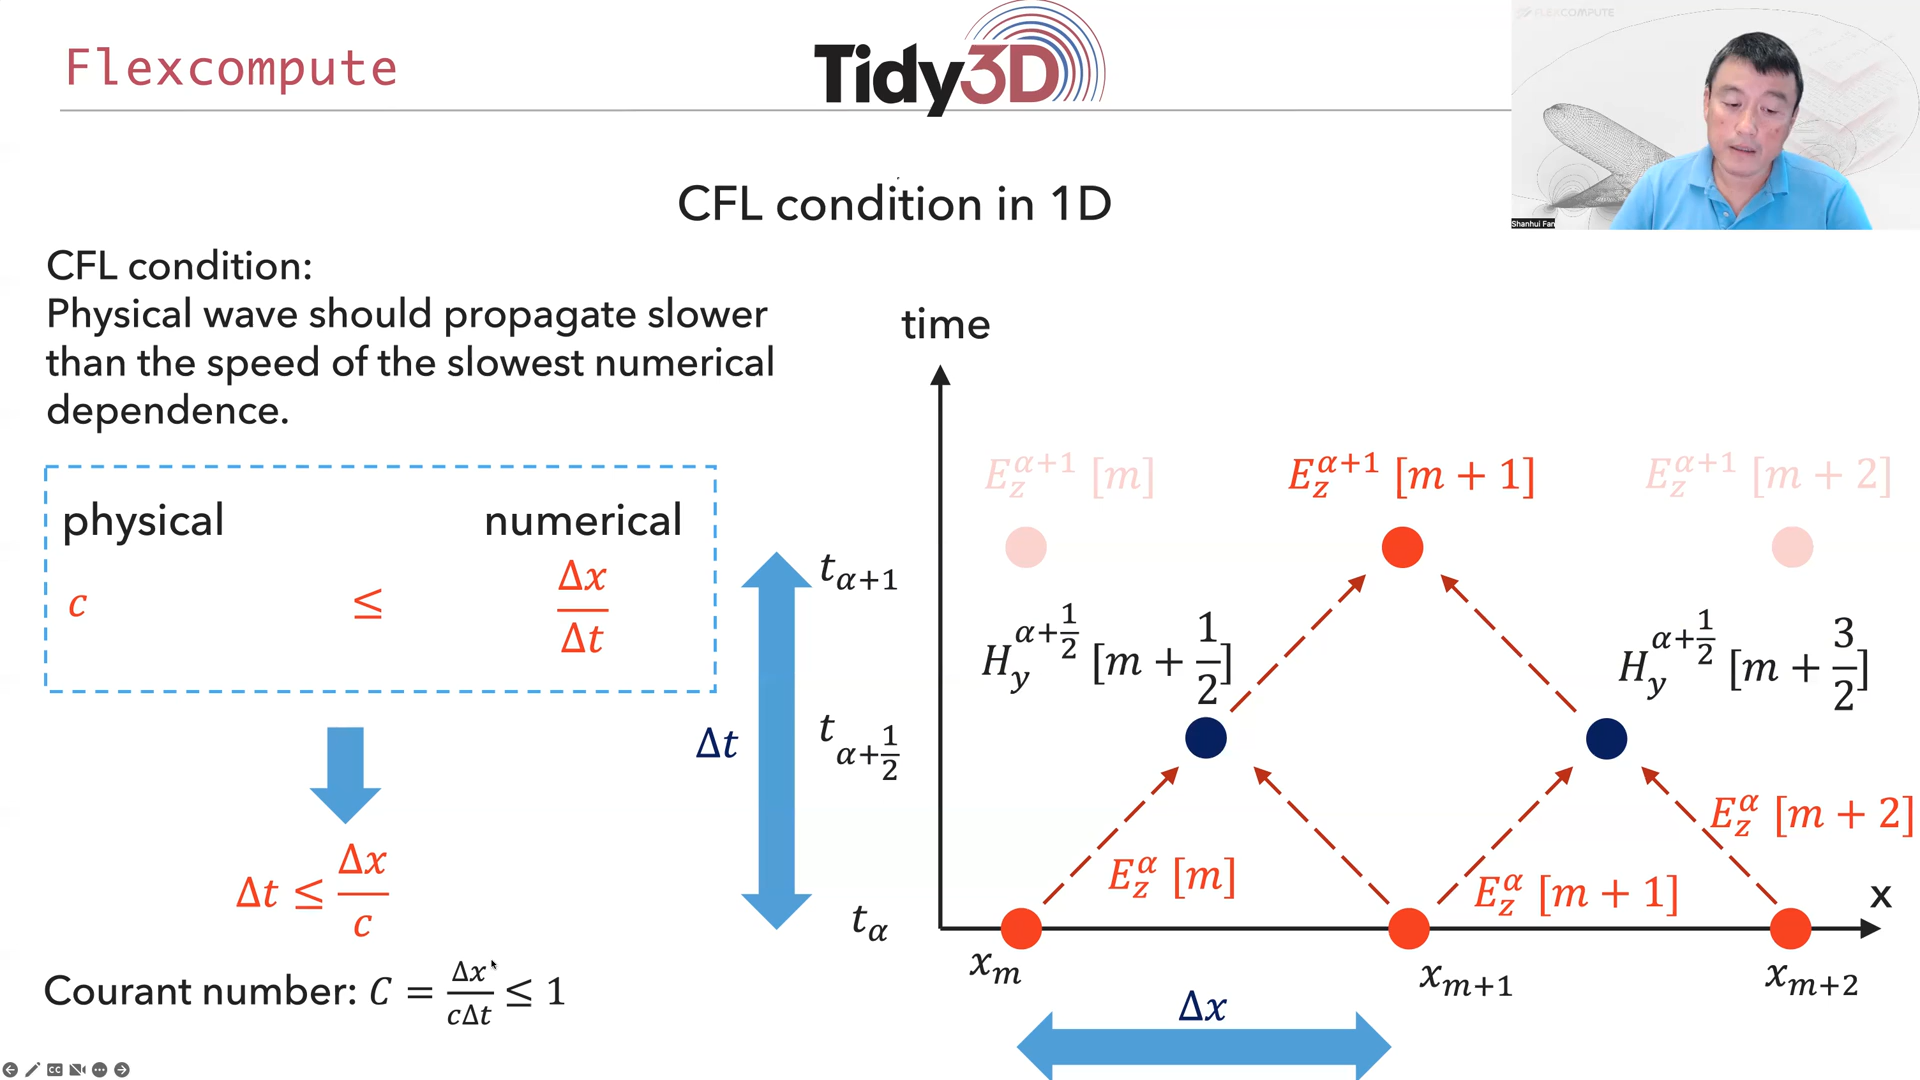 Flexcompute
Tidy3D
FLEXCOMPUTE
Shanhui Fan
CFL condition in 1D
CFL condition:
Physical wave should propagate slower
than the speed of the slowest numerical
dependence.
physical numerical
c ≤ Δx/Δt
Δt ≤ Δx/c
Courant number: C = Δx/cΔt ≤ 1
time
E_z^{α+1} [m] E_z^{α+1} [m + 1] E_z^{α+1} [m + 2]
t_{α+1}
H_y^{α+1/2} [m + 1/2] H_y^{α+1/2} [m + 3/2]
Δt t_{α+1/2}
E_z^α [m] E_z^α [m + 1] E_z^α [m + 2]
t_α
x
x_m x_{m+1} x_{m+2}
Δx
CC